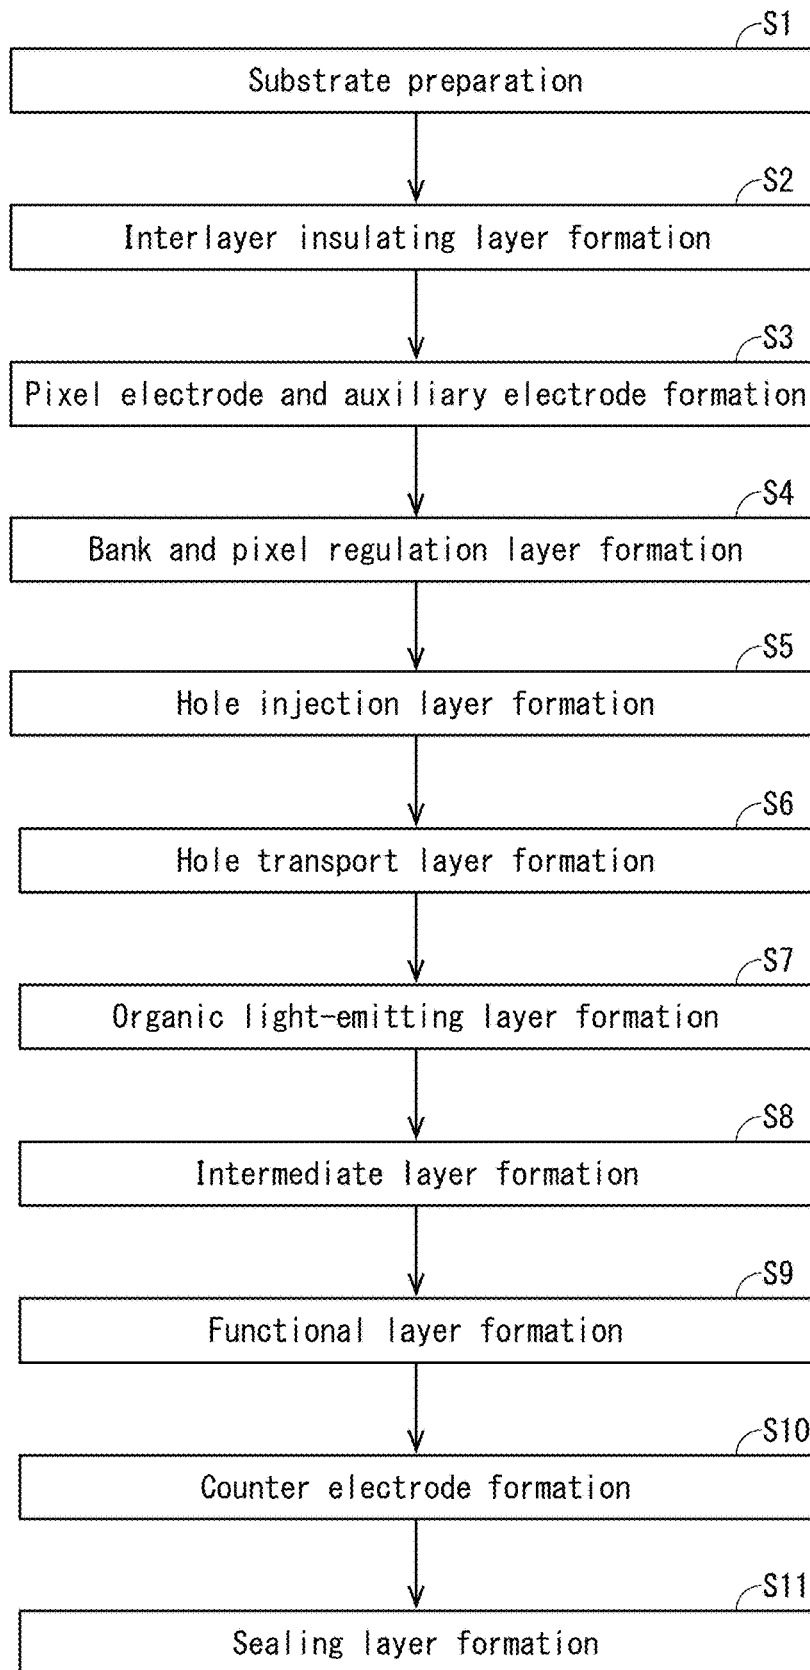 S1
Substrate preparation
S2
Interlayer insulating layer formation
S3
Pixel electrode and auxiliary electrode formation
S4
Bank and pixel regulation layer formation
S5
Hole injection layer formation
S6
Hole transport layer formation
S7
Organic light-emitting layer formation
S8
Intermediate layer formation
S9
Functional layer formation
S10
Counter electrode formation
S11
Sealing layer formation